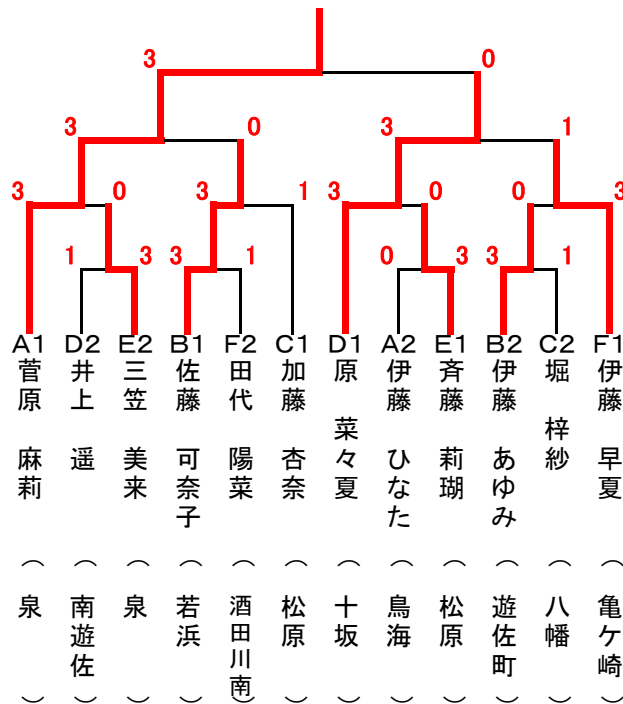 3 0
3 0 3 1
3 0 3 1 3 0 0 3
1 3 3 1 0 3 3 1
A1 D2 E2 B1 F2 C1 D1 A2 E1 B2 C2 F1
菅原 麻莉 (泉)
井上 遥 (南遊佐)
三笠 美来 (泉)
佐藤 可奈子 (若浜)
田代 陽菜 (酒田川南)
加藤 杏奈 (松原)
原 菜々夏 (十坂)
伊藤 ひなた (鳥海)
斉藤 莉瑚 (松原)
伊藤 あゆみ (遊佐町)
堀 梓紗 (八幡)
伊藤 早夏 (亀ケ崎)